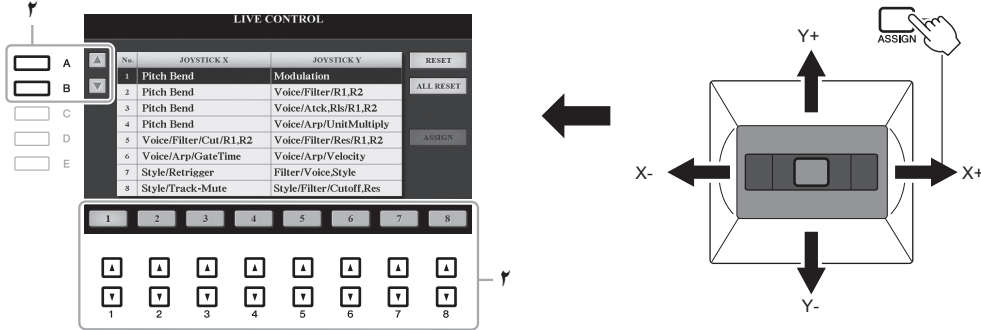 ۲
LIVE CONTROL
No. JOYSTICK X JOYSTICK Y
1 Pitch Bend Modulation
2 Pitch Bend Voice/Filter/R1,R2
3 Pitch Bend Voice/Atck,Rls/R1,R2
4 Pitch Bend Voice/Arp/UnitMultiply
5 Voice/Filter/Cut/R1,R2 Voice/Filter/Res/R1,R2
6 Voice/Arp/GateTime Voice/Arp/Velocity
7 Style/Retrigger Filter/Voice,Style
8 Style/Track-Mute Style/Filter/Cutoff,Res
RESET
ALL RESET
ASSIGN
A
B
C
D
E
1 2 3 4 5 6 7 8
1 2 3 4 5 6 7 8
۲
ASSIGN
Y+
X-
X+
Y-